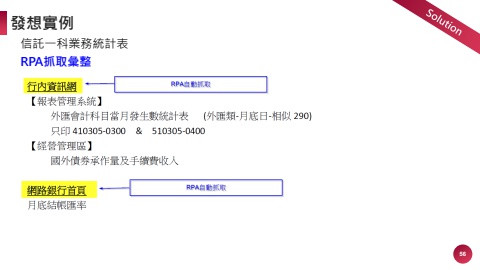 發想實例
Solution
信託一科業務統計表
RPA抓取彙整
行內資訊網
RPA自動抓取
【報表管理系統】
外匯會計科目當月發生數統計表 (外匯類-月底日-相似 290)
只印 410305-0300 & 510305-0400
【經營管理區】
國外債券承作量及手續費收入
網路銀行首頁
RPA自動抓取
月底結帳匯率
56